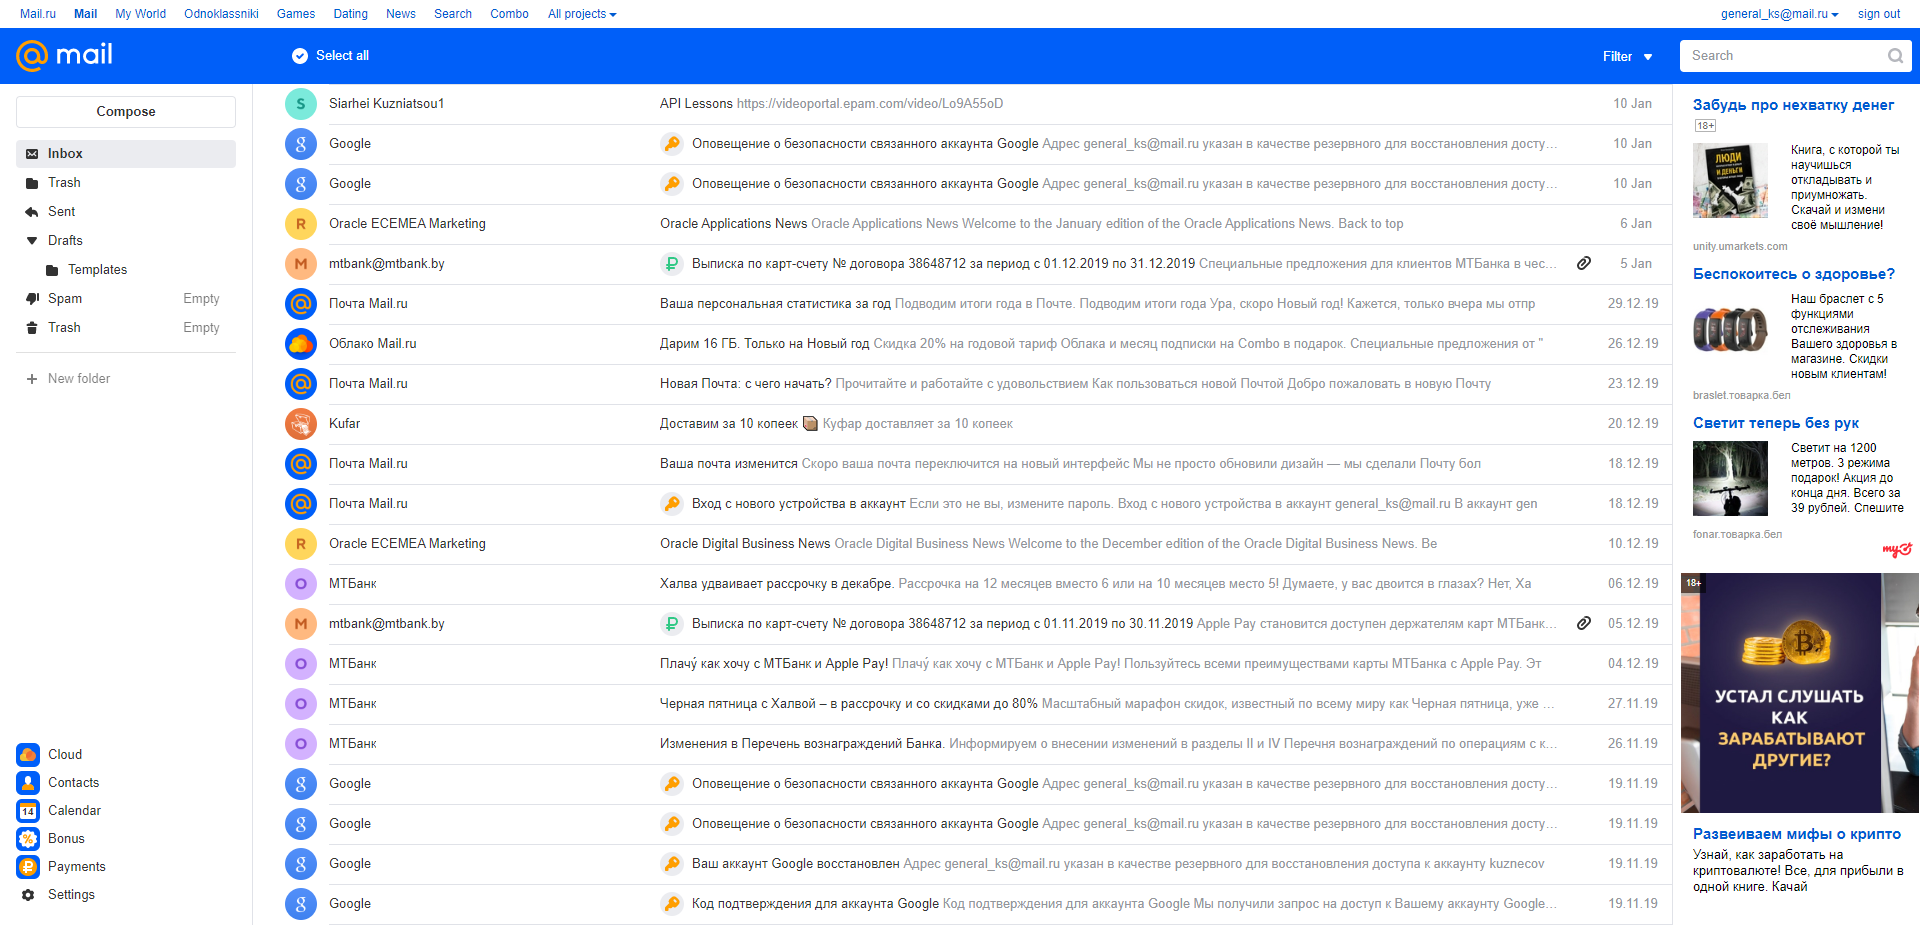 Mail.ru Mail My World Odnoklassniki Games Dating News Search Combo All projects general_ks@mail.ru sign out
@mail Select all Filter Search
Compose
Inbox
Trash
Sent
Drafts
Templates
Spam Empty
Trash Empty
New folder
Cloud
Contacts
14 Calendar
% Bonus
₽ Payments
Settings
S Siarhei Kuzniatsou1 API Lessons https://videoportal.epam.com/video/Lo9A55oD 10 Jan
g Google Оповещение о безопасности связанного аккаунта Google Адрес general_ks@mail.ru указан в качестве резервного для восстановления досту... 10 Jan
g Google Оповещение о безопасности связанного аккаунта Google Адрес general_ks@mail.ru указан в качестве резервного для восстановления досту... 10 Jan
R Oracle ECEMEA Marketing Oracle Applications News Oracle Applications News Welcome to the January edition of the Oracle Applications News. Back to top 6 Jan
M mtbank@mtbank.by ₽ Выписка по карт-счету № договора 38648712 за период с 01.12.2019 по 31.12.2019 Специальные предложения для клиентов МТБанка в чес... 5 Jan
@ Почта Mail.ru Ваша персональная статистика за год Подводим итоги года в Почте. Подводим итоги года Ура, скоро Новый год! Кажется, только вчера мы отпр 29.12.19
Облако Mail.ru Дарим 16 ГБ. Только на Новый год Скидка 20% на годовой тариф Облака и месяц подписки на Combo в подарок. Специальные предложения от " 26.12.19
@ Почта Mail.ru Новая Почта: с чего начать? Прочитайте и работайте с удовольствием Как пользоваться новой Почтой Добро пожаловать в новую Почту 23.12.19
Kufar Доставим за 10 копеек 📦 Куфар доставляет за 10 копеек 20.12.19
@ Почта Mail.ru Ваша почта изменится Скоро ваша почта переключится на новый интерфейс Мы не просто обновили дизайн — мы сделали Почту бол 18.12.19
@ Почта Mail.ru Вход с нового устройства в аккаунт Если это не вы, измените пароль. Вход с нового устройства в аккаунт general_ks@mail.ru В аккаунт gen 18.12.19
R Oracle ECEMEA Marketing Oracle Digital Business News Oracle Digital Business News Welcome to the December edition of the Oracle Digital Business News. Be 10.12.19
О МТБанк Халва удваивает рассрочку в декабре. Рассрочка на 12 месяцев вместо 6 или на 10 месяцев место 5! Думаете, у вас двоится в глазах? Нет, Ха 06.12.19
M mtbank@mtbank.by ₽ Выписка по карт-счету № договора 38648712 за период с 01.11.2019 по 30.11.2019 Apple Pay становится доступен держателям карт МТБанк... 05.12.19
О МТБанк Плачу́ как хочу с МТБанк и Apple Pay! Плачу́ как хочу с МТБанк и Apple Pay! Пользуйтесь всеми преимуществами карты МТБанка с Apple Pay. Эт 04.12.19
О МТБанк Черная пятница с Халвой – в рассрочку и со скидками до 80% Масштабный марафон скидок, известный по всему миру как Черная пятница, уже ... 27.11.19
О МТБанк Изменения в Перечень вознаграждений Банка. Информируем о внесении изменений в разделы II и IV Перечня вознаграждений по операциям с к... 26.11.19
g Google Оповещение о безопасности связанного аккаунта Google Адрес general_ks@mail.ru указан в качестве резервного для восстановления досту... 19.11.19
g Google Оповещение о безопасности связанного аккаунта Google Адрес general_ks@mail.ru указан в качестве резервного для восстановления досту... 19.11.19
g Google Ваш аккаунт Google восстановлен Адрес general_ks@mail.ru указан в качестве резервного для восстановления доступа к аккаунту kuznecov 19.11.19
g Google Код подтверждения для аккаунта Google Код подтверждения для аккаунта Google Мы получили запрос на доступ к Вашему аккаунту Google... 19.11.19
Забудь про нехватку денег
18+
ЛЮДИ
И ДЕНЬГИ
Книга, с которой ты
научишься
откладывать и
приумножать.
Скачай и измени
своё мышление!
unity.umarkets.com
Беспокоитесь о здоровье?
Наш браслет с 5
функциями
отслеживания
Вашего здоровья в
магазине. Скидки
новым клиентам!
braslet.товарка.бел
Светит теперь без рук
Светит на 1200
метров. 3 режима
подарок! Акция до
конца дня. Всего за
39 рублей. Спешите
fonar.товарка.бел
my
18+
УСТАЛ СЛУШАТЬ
КАК
ЗАРАБАТЫВАЮТ
ДРУГИЕ?
Развеиваем мифы о крипто
Узнай, как заработать на
криптовалюте! Все, для прибыли в
одной книге. Качай